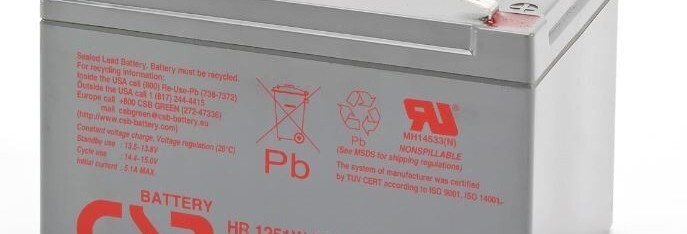 Sealed Lead Battery. Battery must be recycled.
For recycling information:
Inside the USA call (800) Re-Use-Pb (738-7372)
Outside the USA call 1 (817) 244-4415
Europe call +800 CSB GREEN (272-47336)
mail: csbgreen@csb-battery.eu
(http://www.csb-battery.com)
Constant voltage charge, Voltage regulation (20°C)
Standby use : 13.5-13.8V
Cycle use : 14.4-15.0V
Initial current : 5.1A MAX
Pb
Pb
(See MSDS for shipping regulations)
MH14533(N)
NONSPILLABLE
The system of manufacturer was certified
by TUV CERT according to ISO 9001, ISO 14001.
BATTERY
CSB
HR